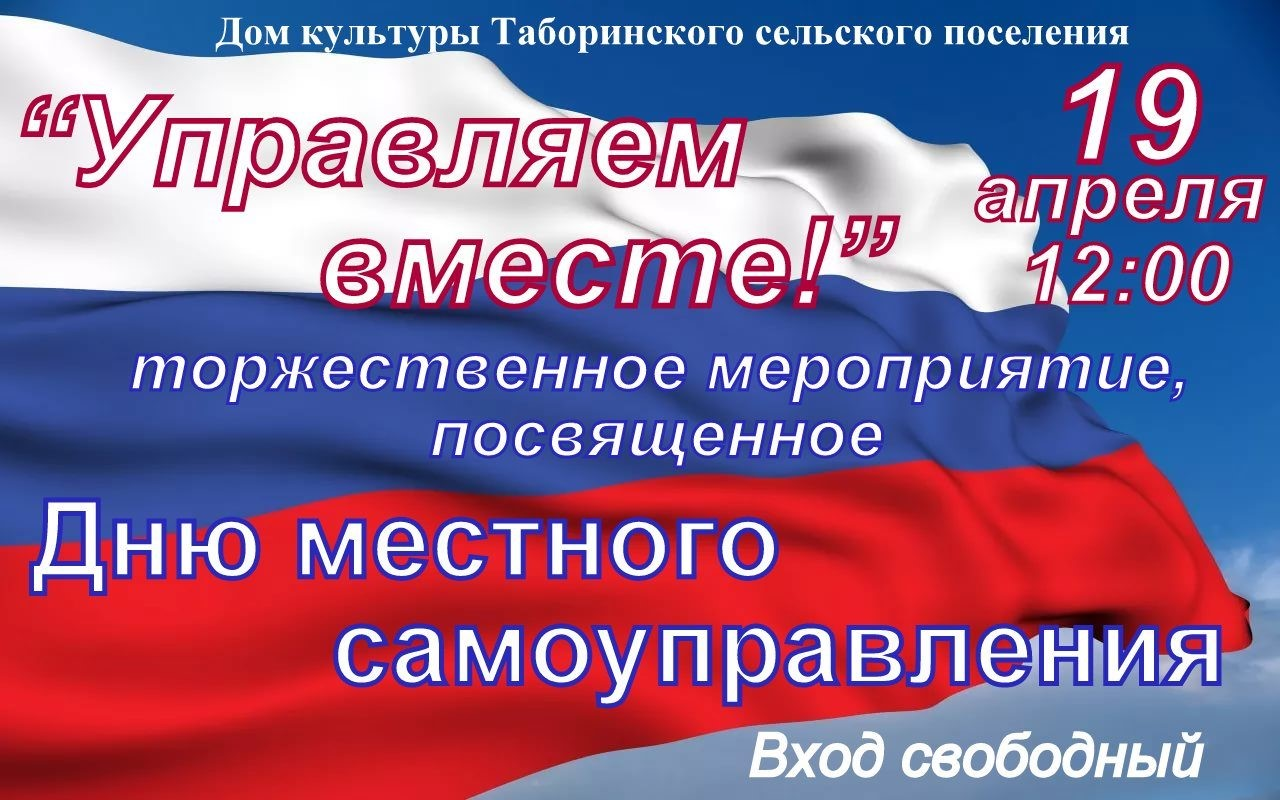 Дом культуры Таборинского сельского поселения
“Управляем
вместе!”
19
апреля
12:00
торжественное мероприятие,
посвященное
Дню местного
самоуправления
Вход свободный